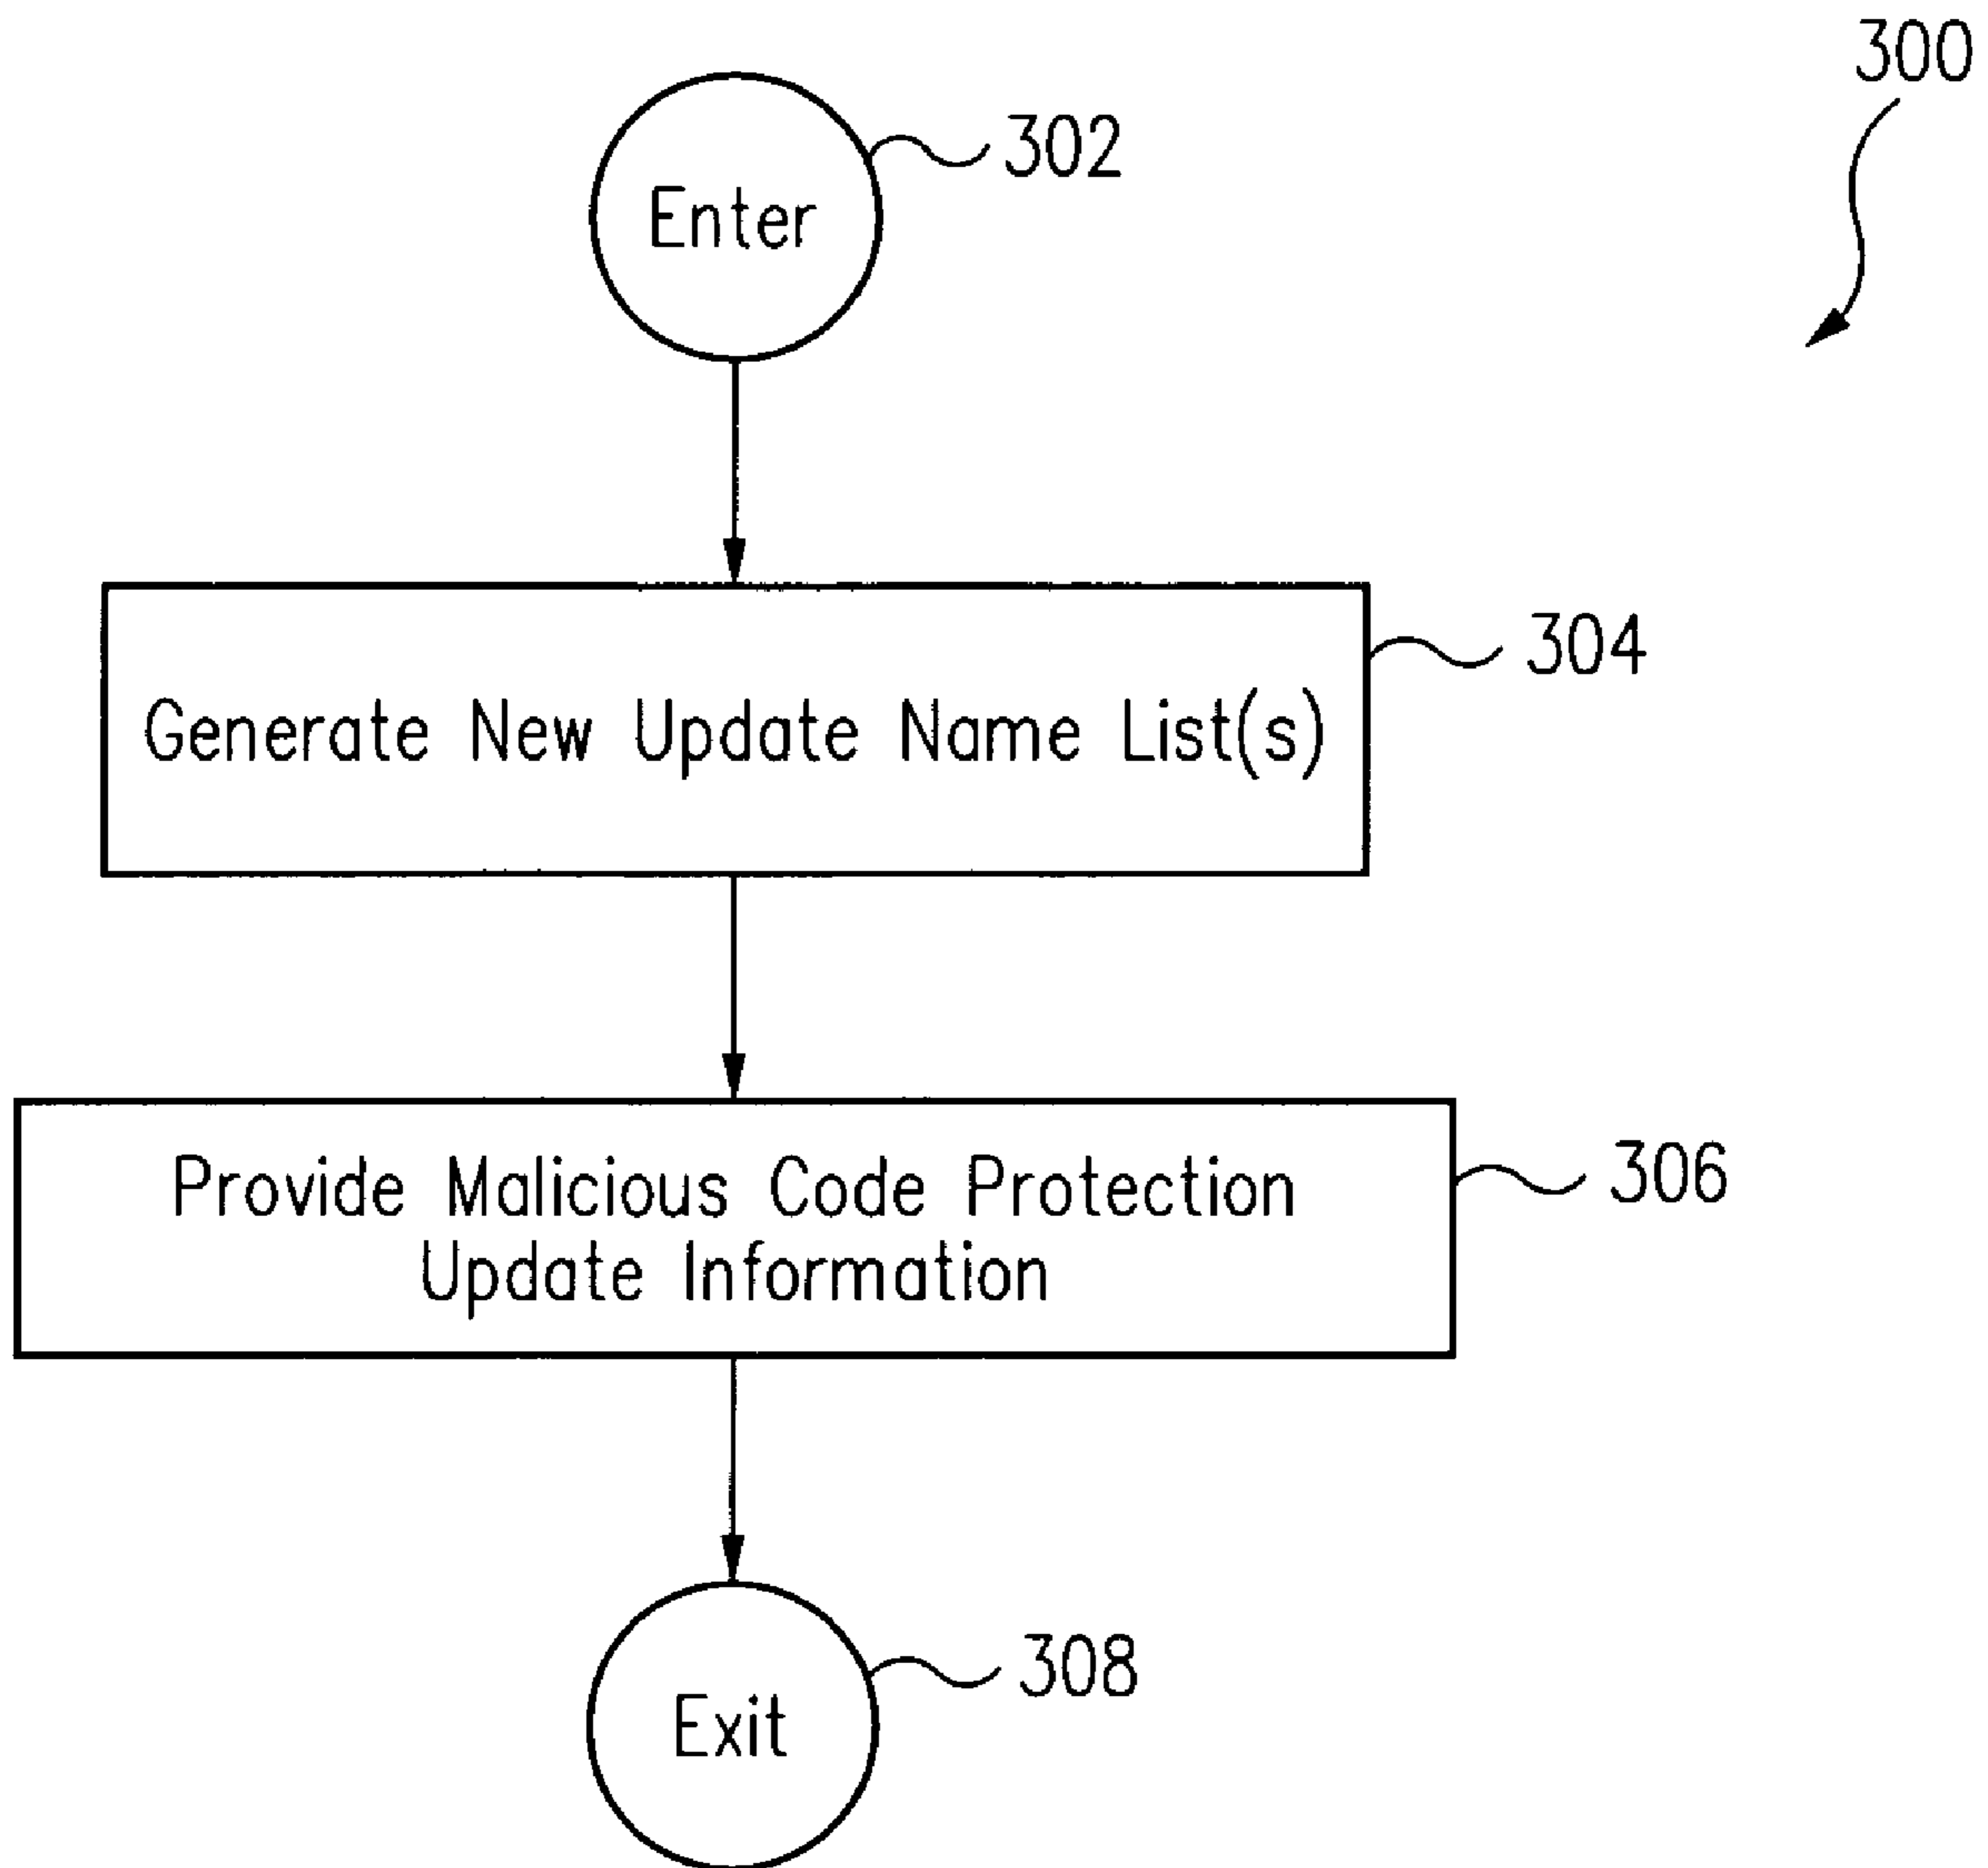 300
302
Enter
304
Generate New Update Name List(s)
Provide Malicious Code Protection
306
Update Information
308
Exit